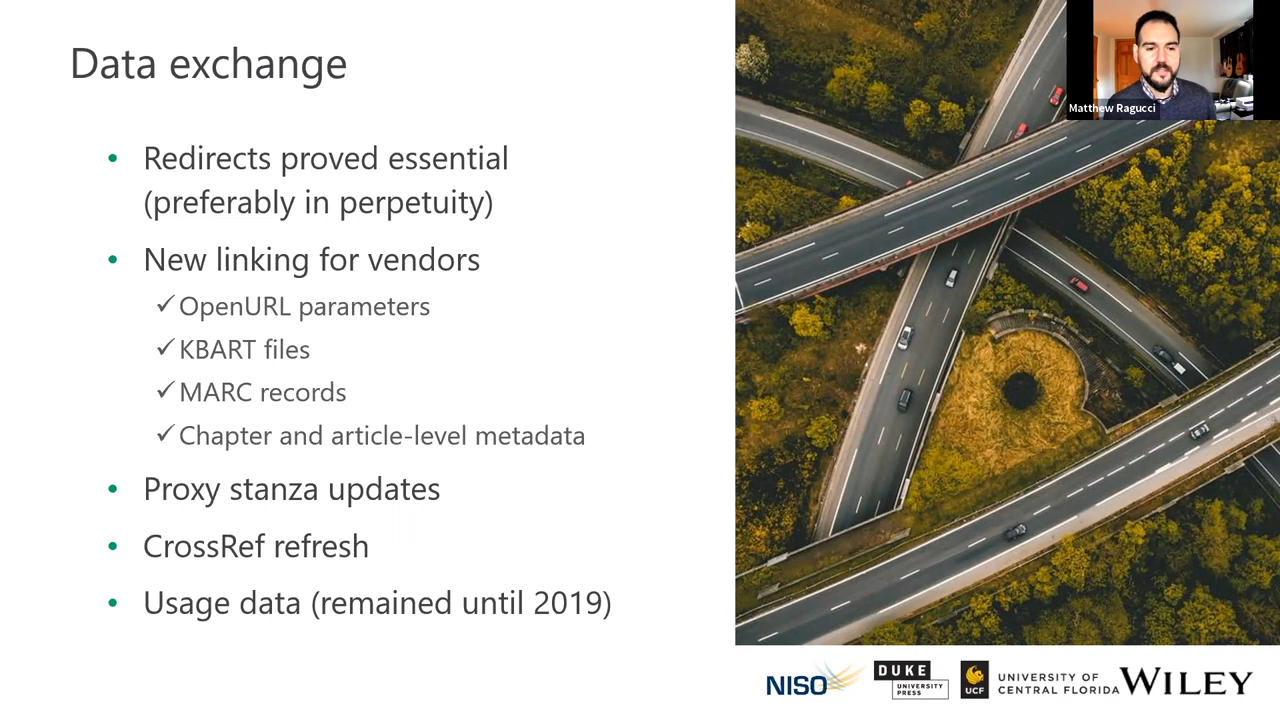 Data exchange
Matthew Ragucci
• Redirects proved essential
(preferably in perpetuity)
• New linking for vendors
✓OpenURL parameters
✓KBART files
✓MARC records
✓Chapter and article-level metadata
• Proxy stanza updates
• CrossRef refresh
• Usage data (remained until 2019)
NISO
DUKE
UNIVERSITY
PRESS
UCF
UNIVERSITY OF
CENTRAL FLORIDA
WILEY